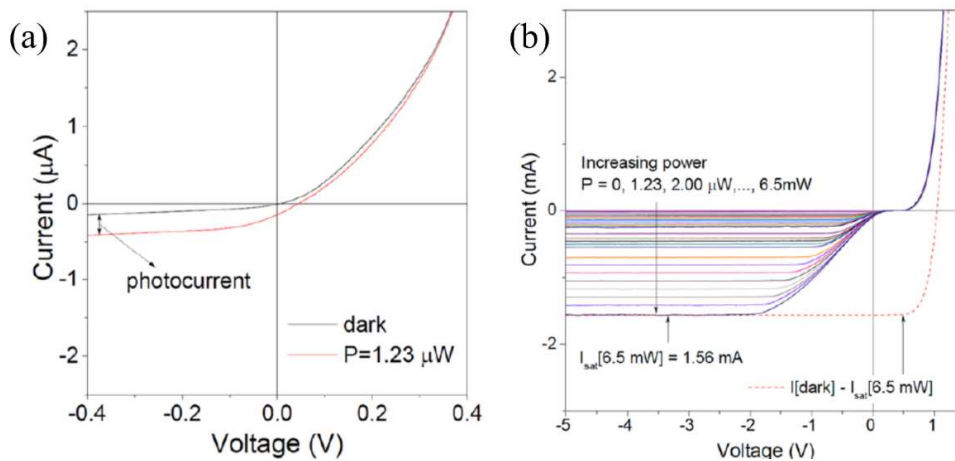 (a)
2
1
0
-1
-2
Current (μA)
photocurrent
dark
P=1.23 μW
-0.4
-0.2
0.0
0.2
0.4
Voltage (V)
(b)
2
0
-2
Current (mA)
Increasing power
P = 0, 1.23, 2.00 μW,..., 6.5mW
Isat[6.5 mW] = 1.56 mA
I[dark] - Isat[6.5 mW]
-5
-4
-3
-2
-1
0
1
Voltage (V)